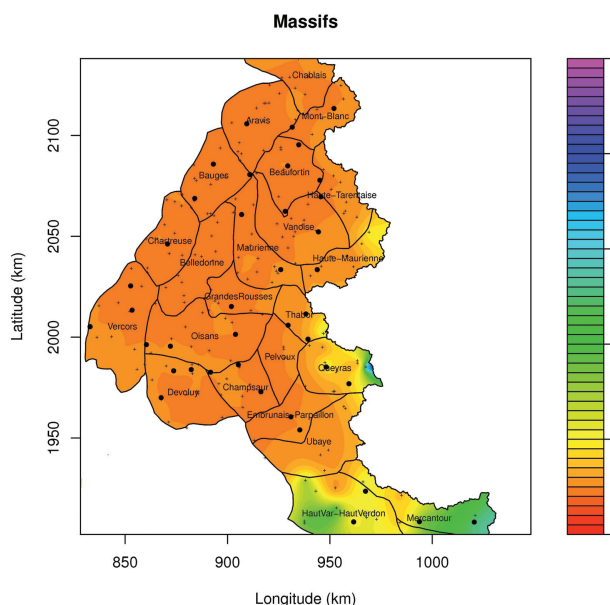 Massifs
Chablais
Mont−Blanc
Aravis
Beaufortin
Bauges
Haute−Tarentaise
Vanoise
Chartreuse
Maurienne
Haute−Maurienne
Belledonne
GrandesRousses
Thabor
Vercors
Oisans
Pelvoux
Queyras
Devoluy
Champsaur
Embrunais−Parpaillon
Ubaye
HautVar−HautVerdon
Mercantour
2100
2050
2000
1950
Latitude (km)
850 900 950 1000
Longitude (km)